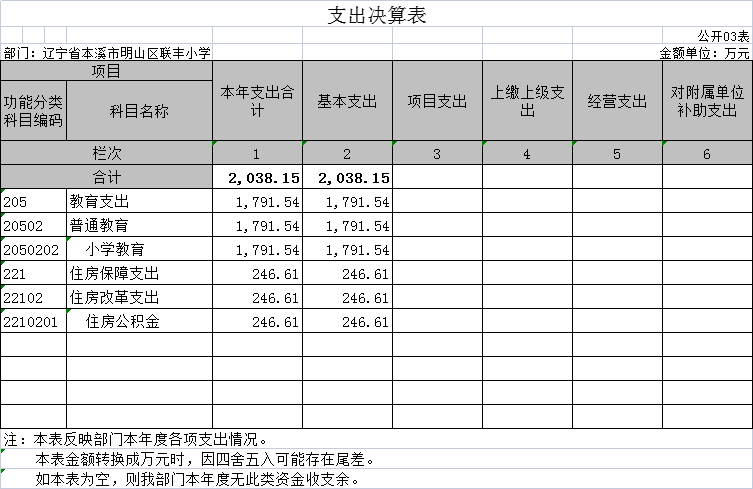 支出决算表
公开03表
部门：辽宁省本溪市明山区联丰小学 金额单位：万元
项目 本年支出合计 基本支出 项目支出 上缴上级支出 经营支出 对附属单位补助支出
功能分类科目编码 科目名称
栏次 1 2 3 4 5 6
合计 2,038.15 2,038.15
205 教育支出 1,791.54 1,791.54
20502 普通教育 1,791.54 1,791.54
2050202 小学教育 1,791.54 1,791.54
221 住房保障支出 246.61 246.61
22102 住房改革支出 246.61 246.61
2210201 住房公积金 246.61 246.61
注：本表反映部门本年度各项支出情况。
本表金额转换成万元时，因四舍五入可能存在尾差。
如本表为空，则我部门本年度无此类资金收支余。